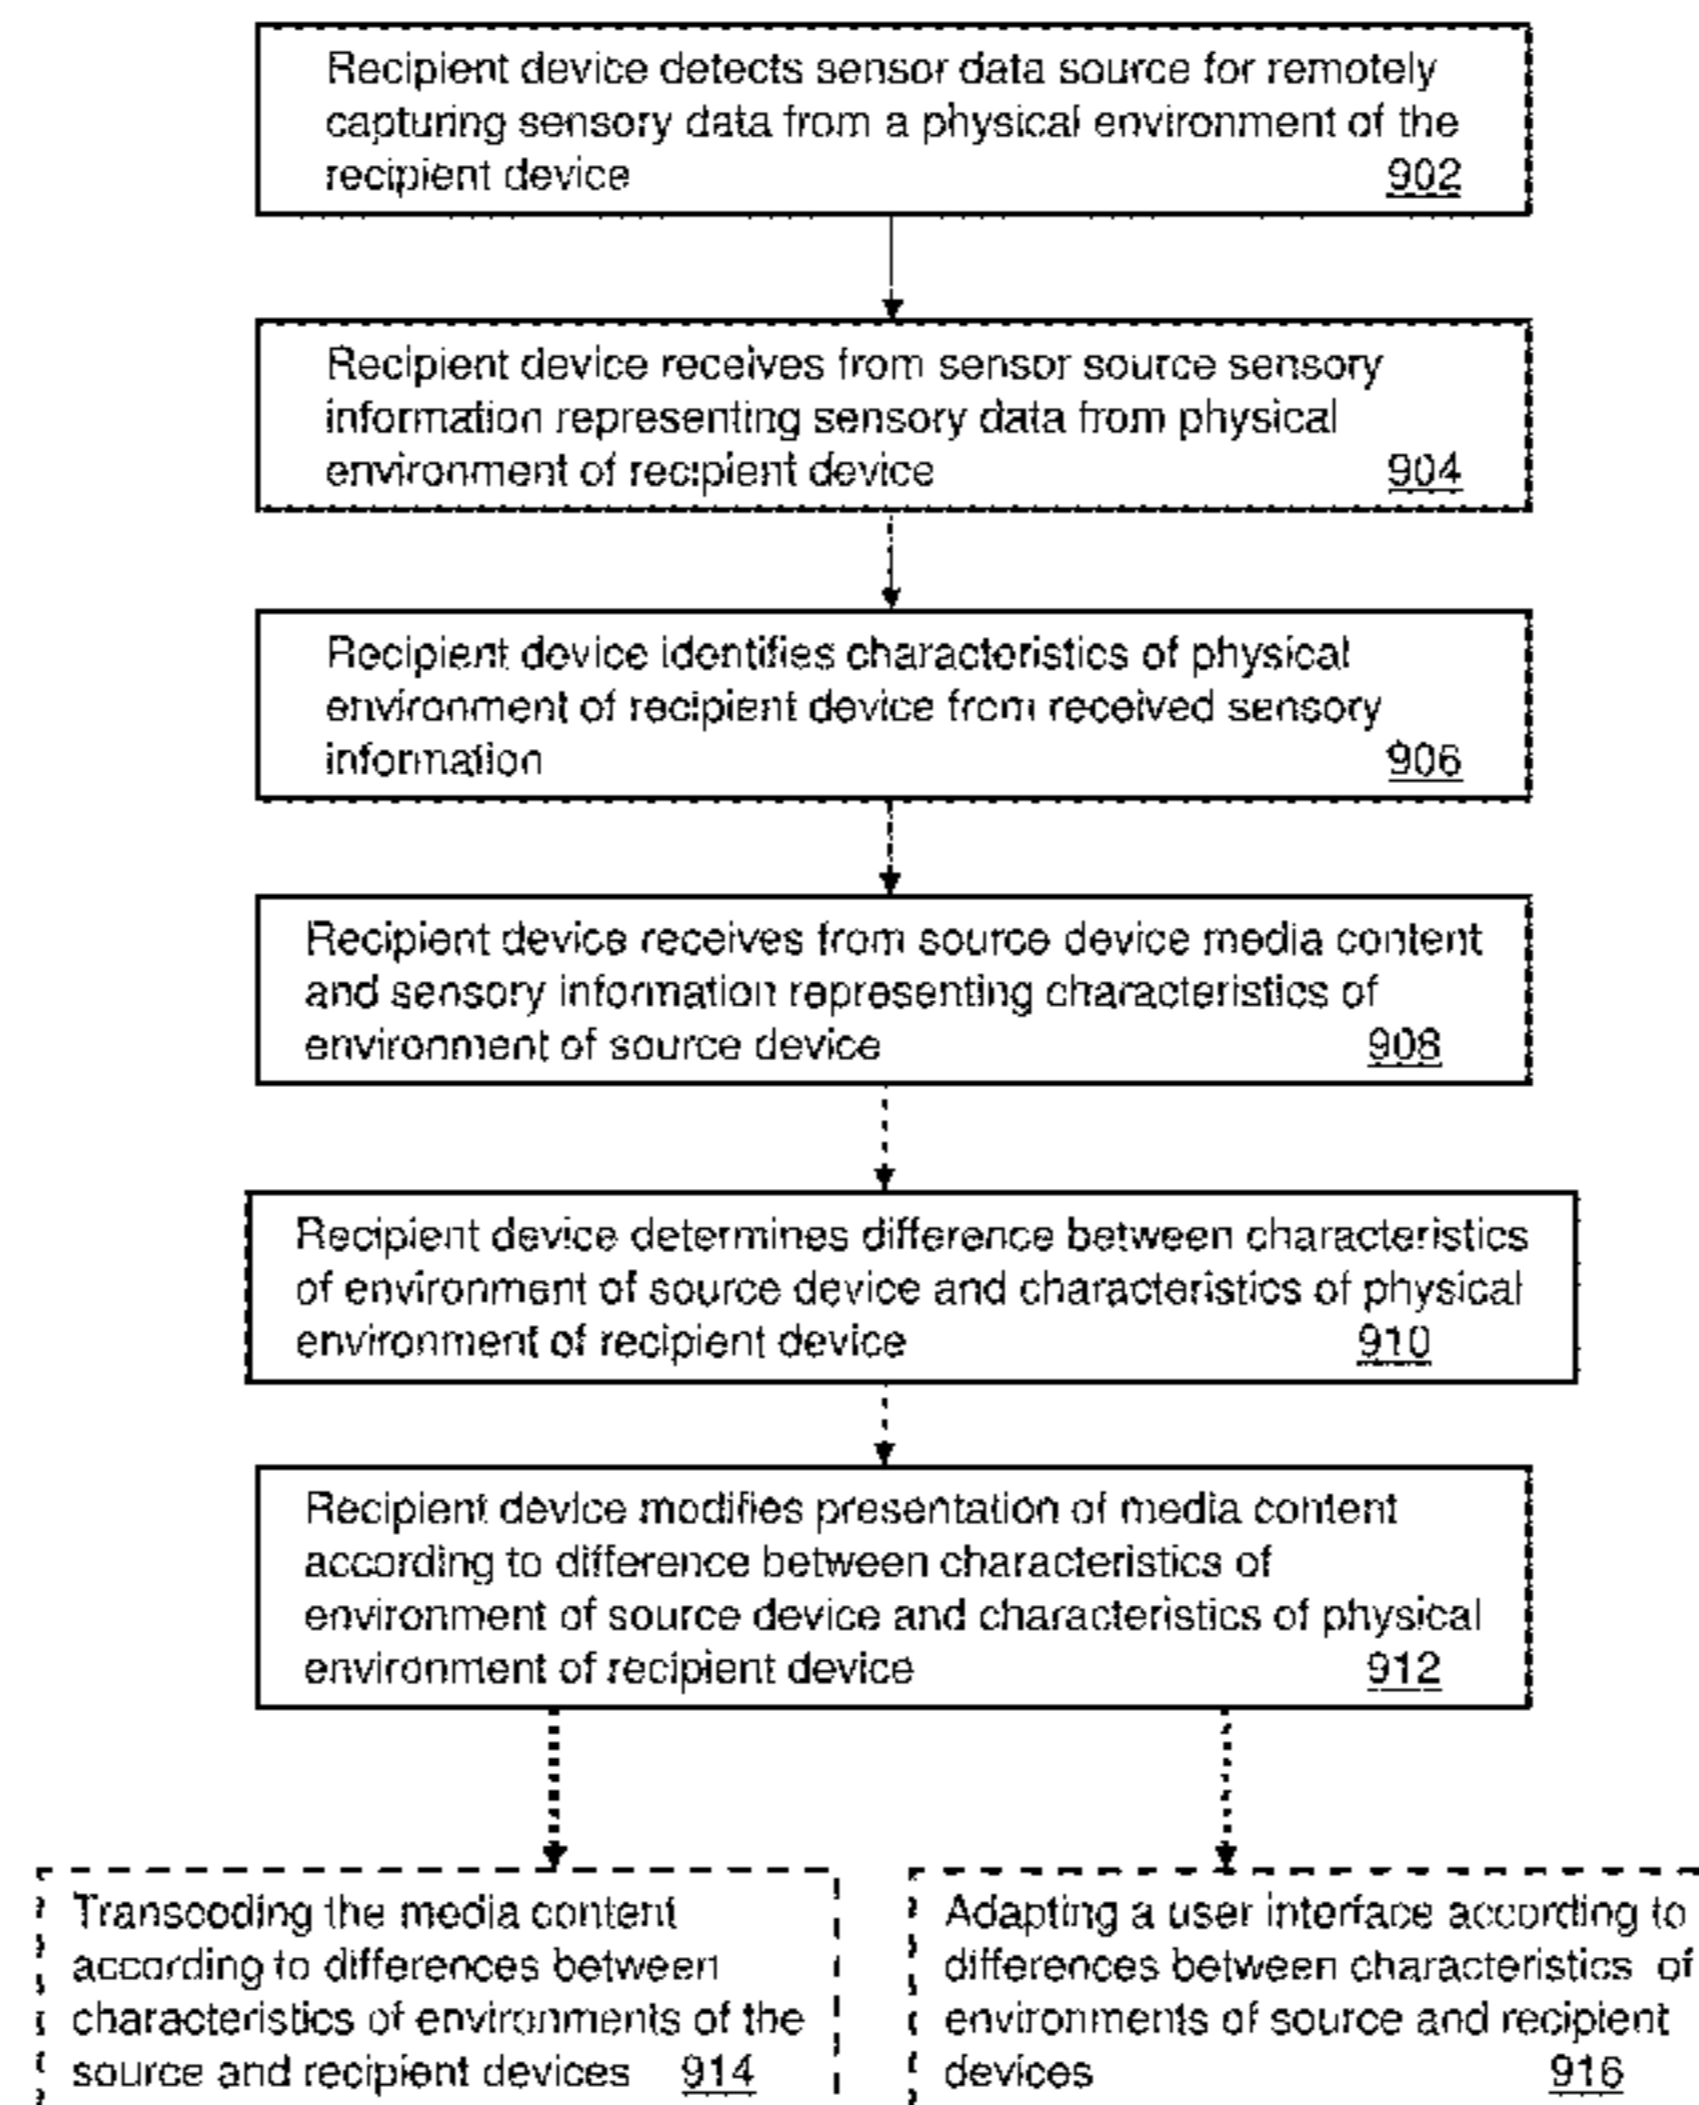 Recipient device detects sensor data source for remotely
capturing sensory data from a physical environment of the
recipient device 902
Recipient device receives from sensor source sensory
information representing sensory data from physical
environment of recipient device 904
Recipient device identifies characteristics of physical
environment of recipient device from received sensory
information 906
Recipient device receives from source device media content
and sensory information representing characteristics of
environment of source device 908
Recipient device determines difference between characteristics
of environment of source device and characteristics of physical
environment of recipient device 910
Recipient device modifies presentation of media content
according to difference between characteristics of
environment of source device and characteristics of physical
environment of recipient device 912
Transcoding the media content
according to differences between
characteristics of environments of the
source and recipient devices 914
Adapting a user interface according to
differences between characteristics of
environments of source and recipient
devices 916